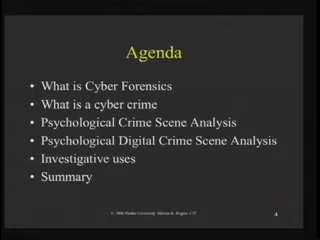 Agenda
• What is Cyber Forensics
• What is a cyber crime
• Psychological Crime Scene Analysis
• Psychological Digital Crime Scene Analysis
• Investigative uses
• Summary
© 2006 Purdue University Marcus K. Rogers
4